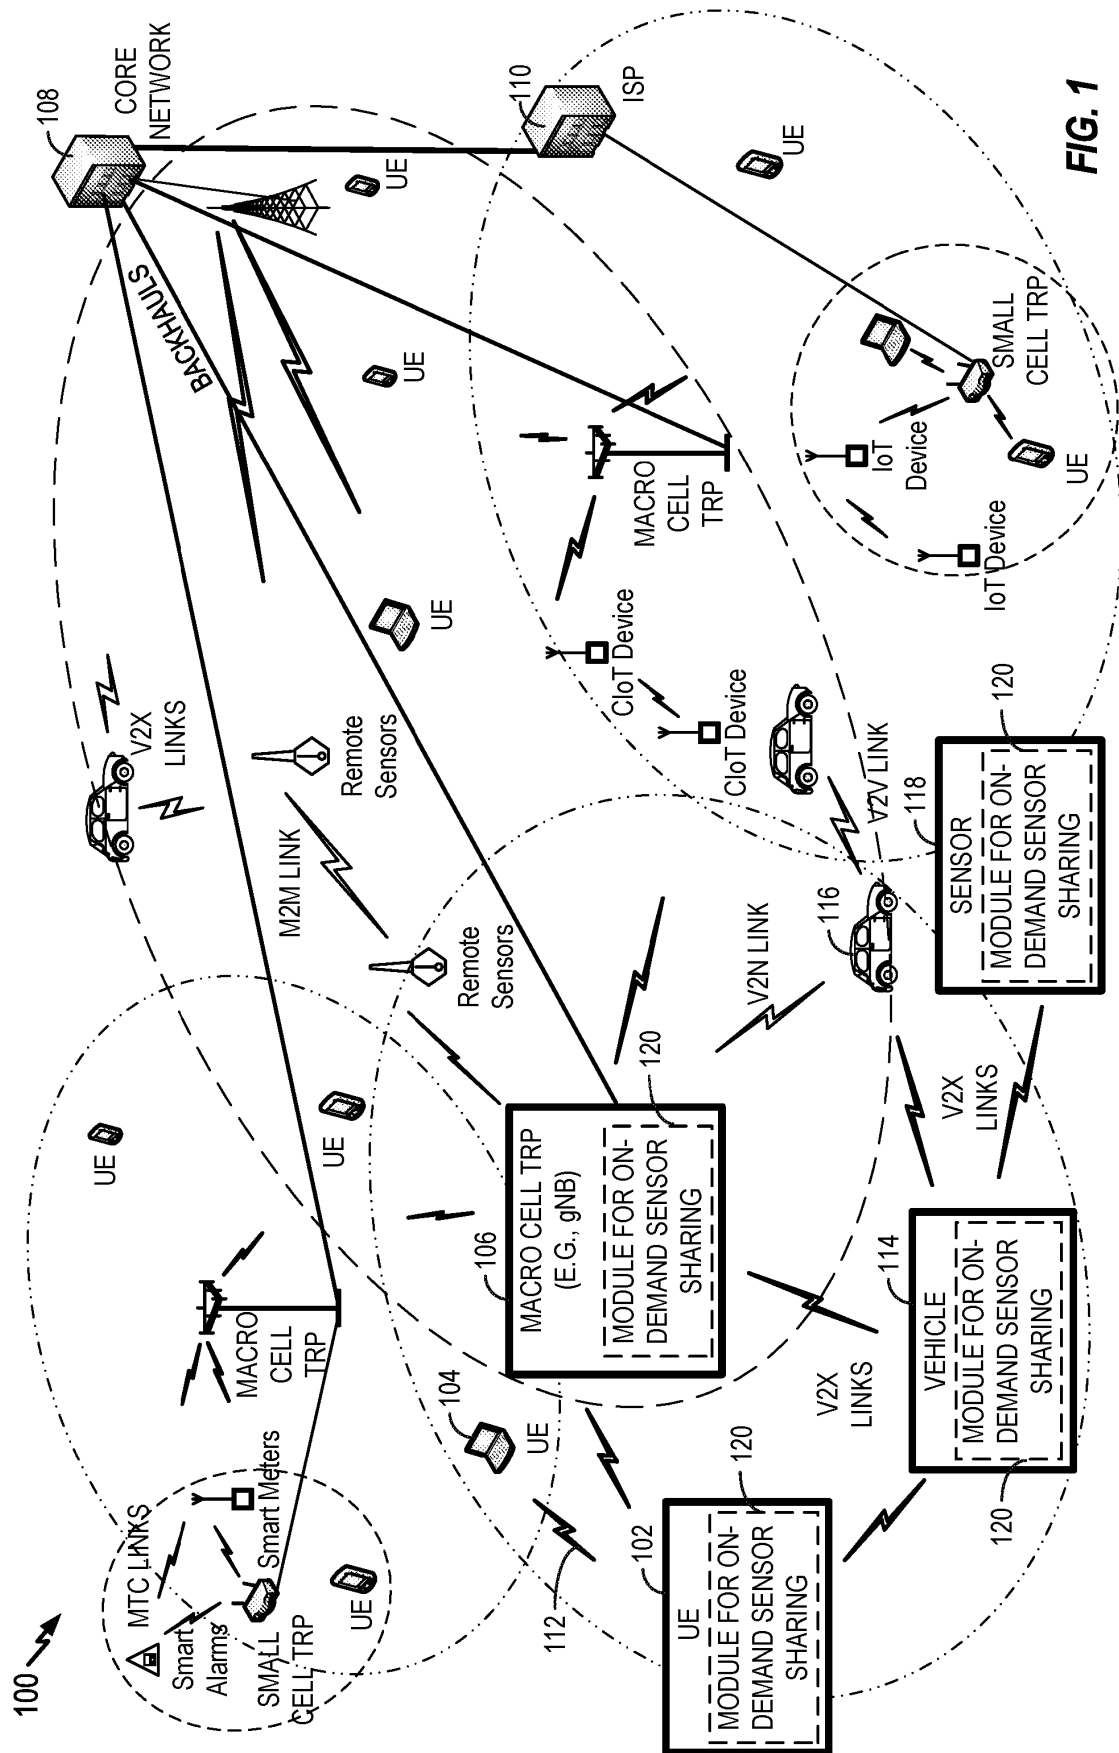 100
MTC LINKS
Smart
Alarms
SMALL
CELL TRP
Smart Meters
UE
MACRO
CELL
TRP
UE
UE
V2X
LINKS
M2M LINK
Remote
Sensors
Remote
Sensors
BACKHAULS
108
CORE
NETWORK
UE
UE
UE
110
ISP
MACRO
CELL
TRP
CIoT Device
CIoT Device
UE
IoT
Device
IoT Device
SMALL
CELL TRP
UE
104
UE
112
106
MACRO CELL TRP
(E.G., gNB)
MODULE FOR ON-
DEMAND SENSOR
SHARING
120
V2N LINK
116
V2V LINK
102
UE
MODULE FOR ON-
DEMAND SENSOR
SHARING
120
V2X
LINKS
114
VEHICLE
MODULE FOR ON-
DEMAND SENSOR
SHARING
120
V2X
LINKS
118
SENSOR
MODULE FOR ON-
DEMAND SENSOR
SHARING
120
FIG. 1